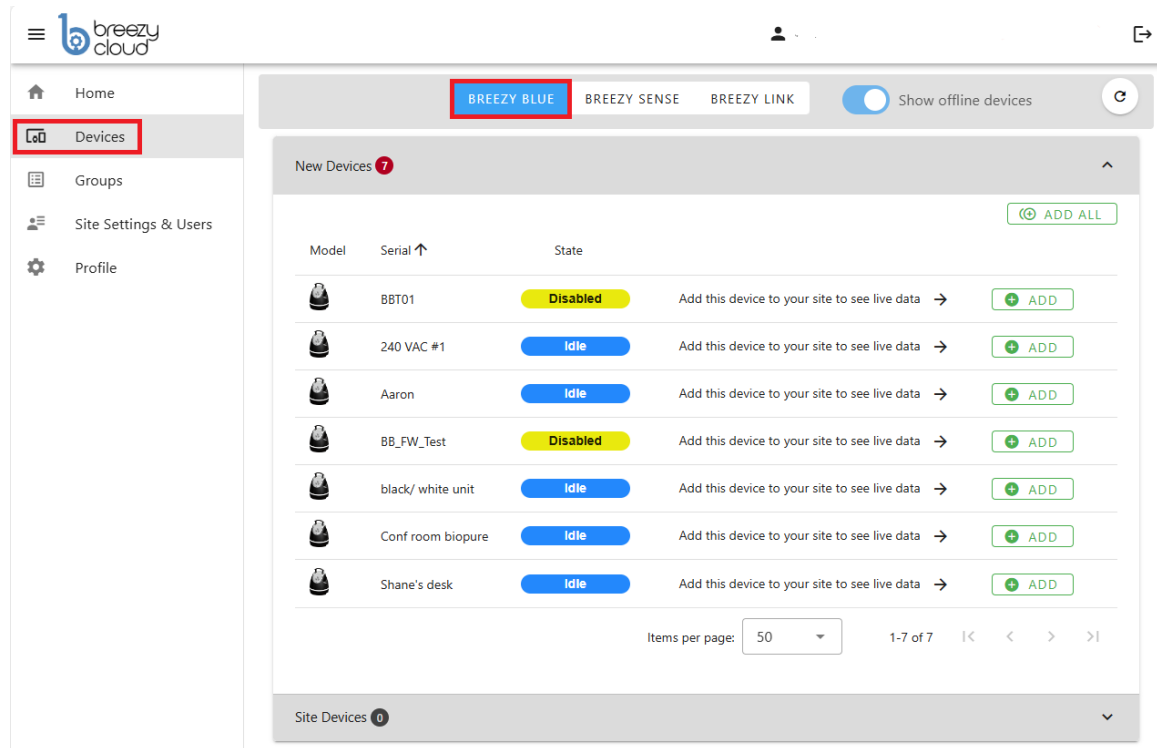 breezy
cloud
Home
Devices
Groups
Site Settings & Users
Profile
BREEZY BLUE BREEZY SENSE BREEZY LINK Show offline devices
New Devices 7
ADD ALL
Model Serial State
BBT01 Disabled Add this device to your site to see live data ADD
240 VAC #1 Idle Add this device to your site to see live data ADD
Aaron Idle Add this device to your site to see live data ADD
BB_FW_Test Disabled Add this device to your site to see live data ADD
black/ white unit Idle Add this device to your site to see live data ADD
Conf room biopure Idle Add this device to your site to see live data ADD
Shane's desk Idle Add this device to your site to see live data ADD
Items per page: 50 1-7 of 7
Site Devices 0